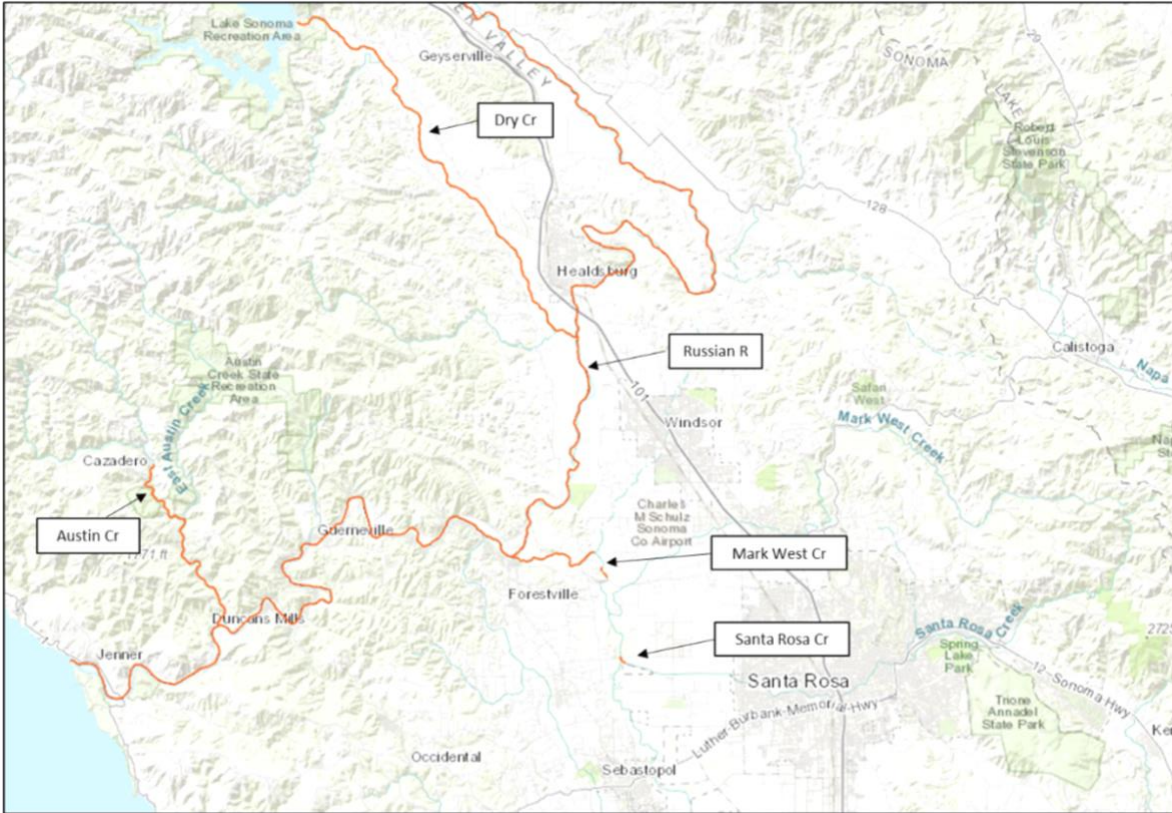 Lake Sonoma
Recreation Area
VALLEY
Geyserville
29
SONOMA
LAKE
Dry Cr
Robert
Louis
Stevenson
State Park
128
Healdsburg
Russian R
Calistoga
Napa
101
Austin
Creek State
Recreation
Area
Safari
West
Windsor
Mark West Creek
East Austin Creek
Cazadero
Charles
M Schulz
Sonoma
Co Airport
Austin Cr
Guerneville
Mark West Cr
Forestville
Duncans Mills
Santa Rosa Cr
Santa Rosa Creek
Jenner
Spring
Lake
Park
Santa Rosa
12
Sonoma Hwy
Trione
Annadel
State Park
Luther-Burbank-Memorial-Hwy
Occidental
Sebastopol